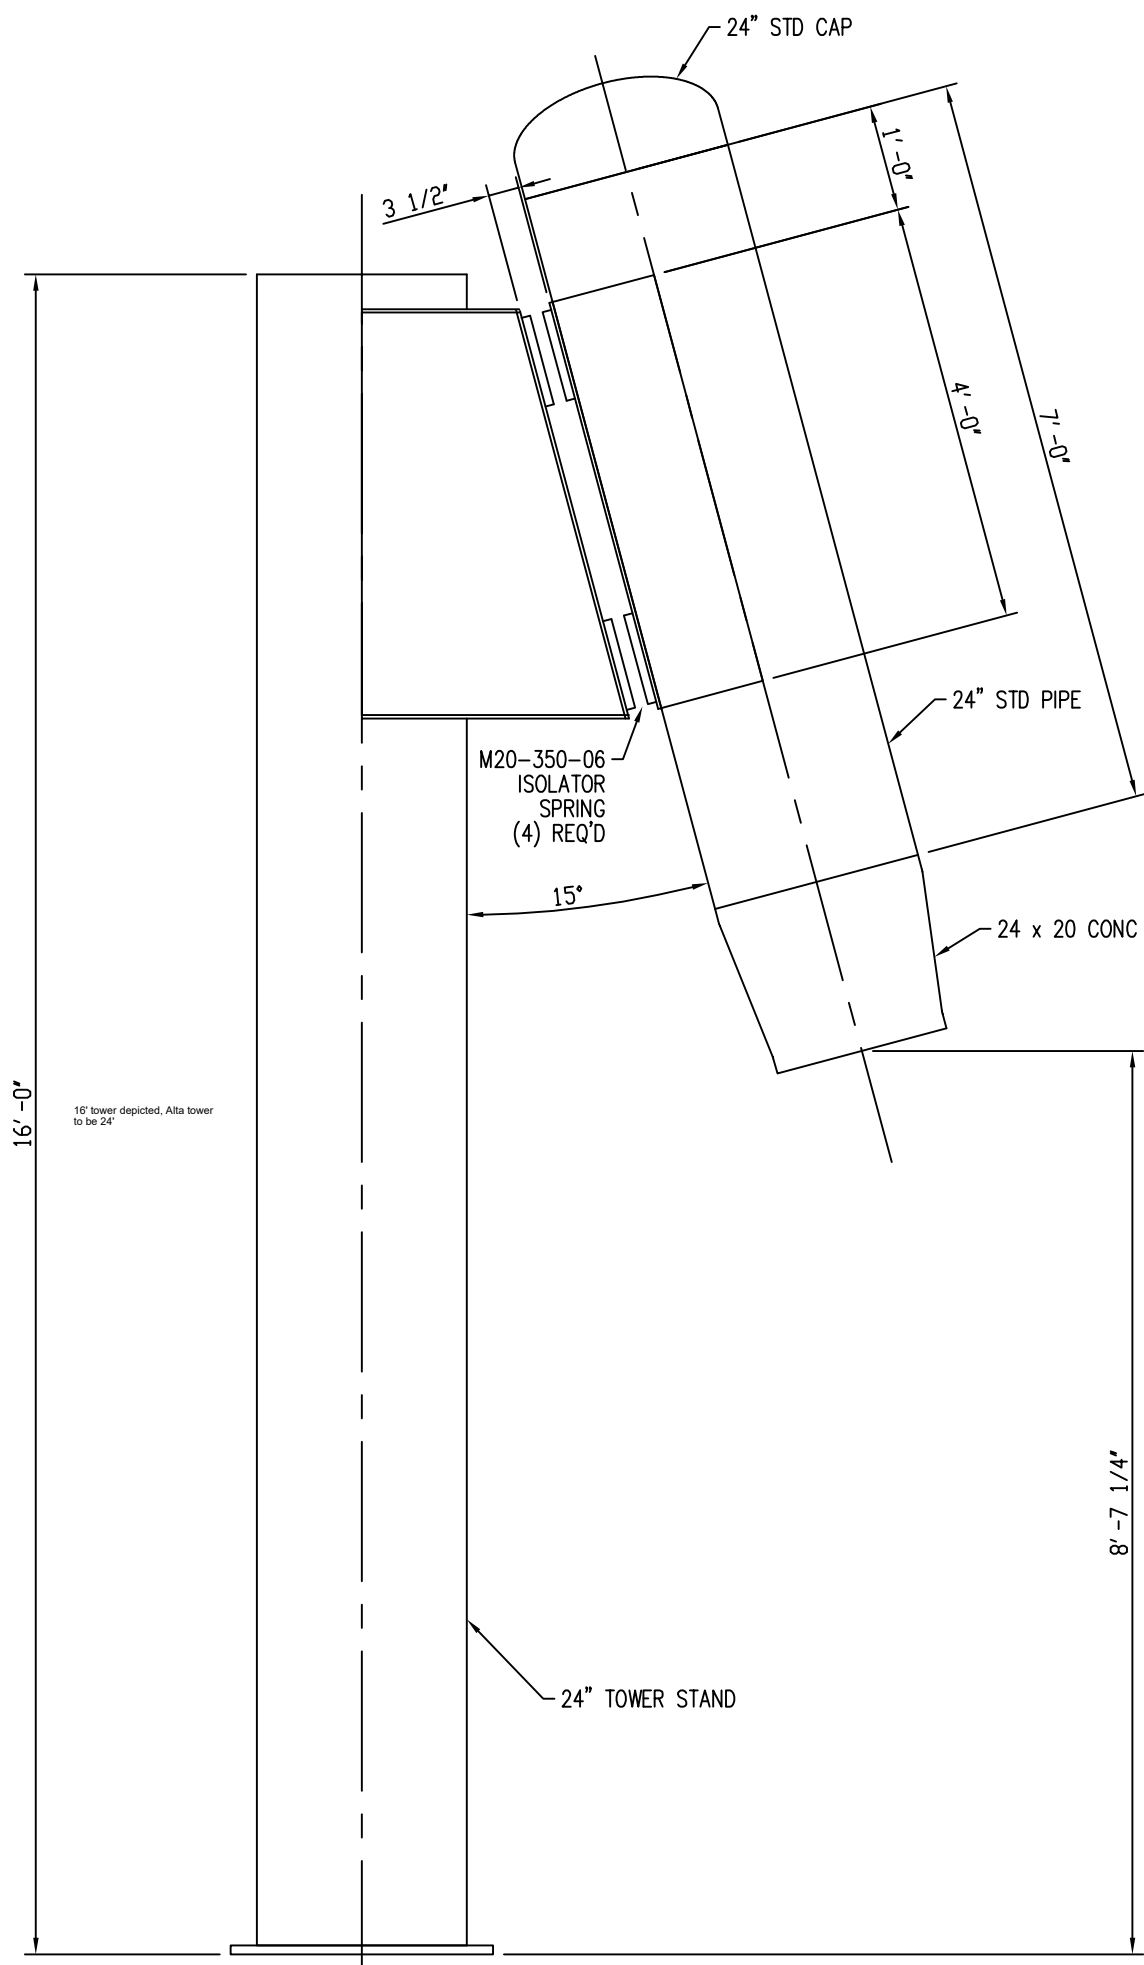 24" STD CAP
1'-0"
3 1/2"
4'-0"
7'-0"
24" STD PIPE
M20-350-06
ISOLATOR
SPRING
(4) REQ'D
15°
24 x 20 CONC
16'-0"
16' tower depicted, Alta tower
to be 24'
8'-7 1/4"
24" TOWER STAND